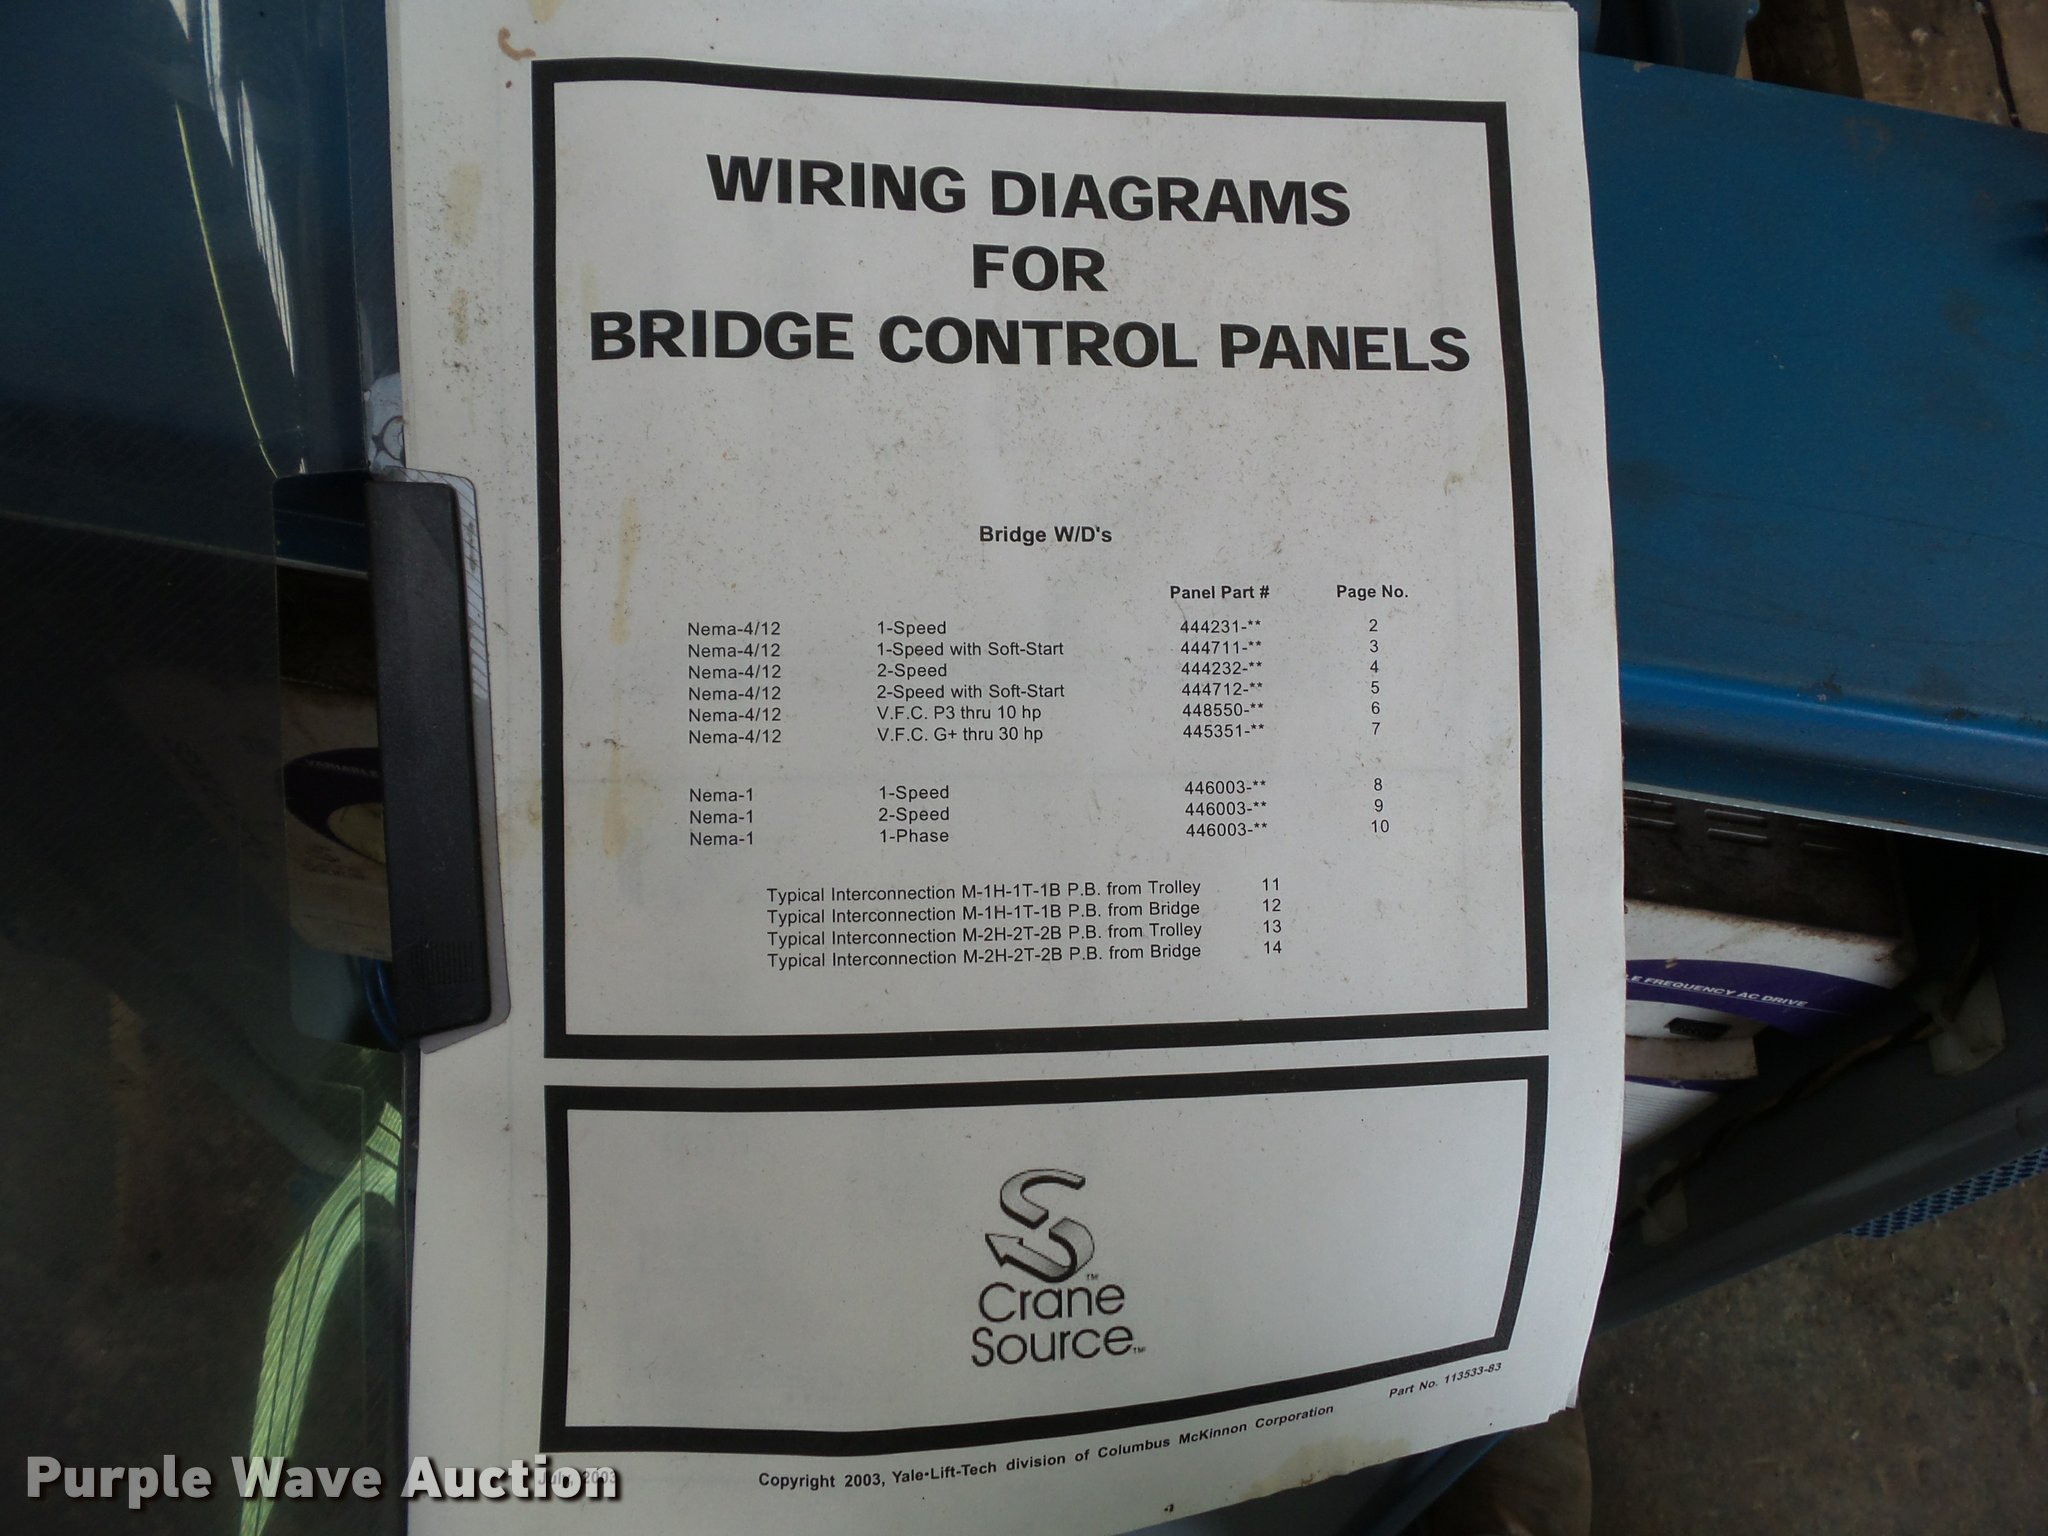 WIRING DIAGRAMS
FOR
BRIDGE CONTROL PANELS
Bridge W/D's
Panel Part # Page No.
Nema-4/12 1-Speed 444231-** 2
Nema-4/12 1-Speed with Soft-Start 444711-** 3
Nema-4/12 2-Speed 444232-** 4
Nema-4/12 2-Speed with Soft-Start 444712-** 5
Nema-4/12 V.F.C. P3 thru 10 hp 448550-** 6
Nema-4/12 V.F.C. G+ thru 30 hp 445351-** 7
Nema-1 1-Speed 446003-** 8
Nema-1 2-Speed 446003-** 9
Nema-1 1-Phase 446003-** 10
Typical Interconnection M-1H-1T-1B P.B. from Trolley 11
Typical Interconnection M-1H-1T-1B P.B. from Bridge 12
Typical Interconnection M-2H-2T-2B P.B. from Trolley 13
Typical Interconnection M-2H-2T-2B P.B. from Bridge 14
VARIABLE
FREQUENCY AC DRIVE
TM
Crane
Source TM
Part No. 113533-83
July, 2003
Copyright 2003, Yale•Lift-Tech division of Columbus McKinnon Corporation
Purple Wave Auction